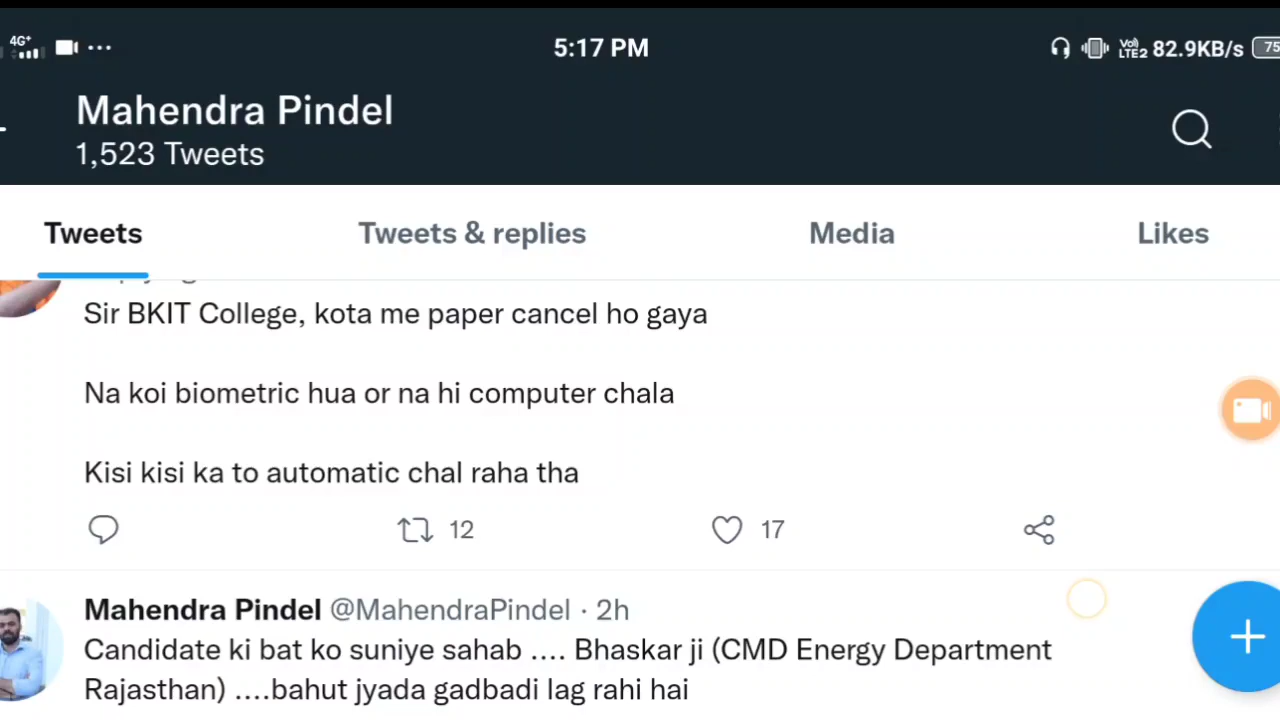 4G+
5:17 PM
Vol) LTE2 82.9KB/s 75
Mahendra Pindel
1,523 Tweets
Tweets Tweets & replies Media Likes
Sir BKIT College, kota me paper cancel ho gaya
Na koi biometric hua or na hi computer chala
Kisi kisi ka to automatic chal raha tha
12 17
Mahendra Pindel @MahendraPindel · 2h
Candidate ki bat ko suniye sahab .... Bhaskar ji (CMD Energy Department
Rajasthan) ....bahut jyada gadbadi lag rahi hai